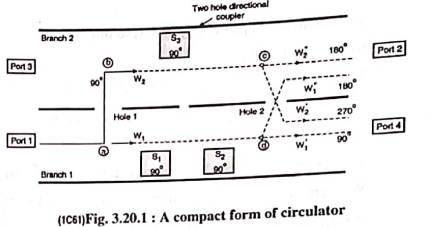 Two hole directional
coupler
Branch 2
S3
90°
Port 3
b
c
W2" 180°
Port 2
90°
W2
W1" 180°
Hole 1
Hole 2
W2' 270°
Port 1
W1
W1' 90°
Port 4
a
d
S1
90°
S2
90°
Branch 1
(1C61)Fig. 3.20.1 : A compact form of circulator